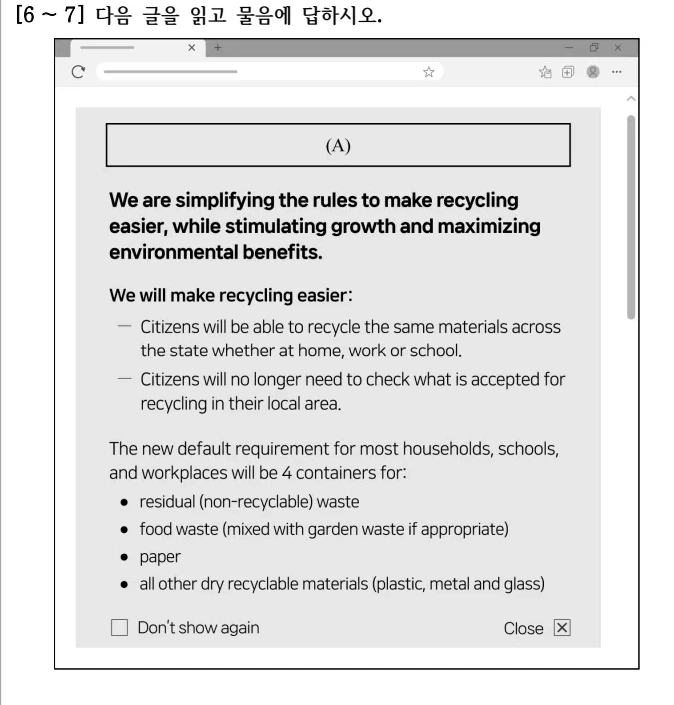 [6 ~ 7] 다음 글을 읽고 물음에 답하시오.
(A)
We are simplifying the rules to make recycling
easier, while stimulating growth and maximizing
environmental benefits.
We will make recycling easier:
— Citizens will be able to recycle the same materials across
the state whether at home, work or school.
— Citizens will no longer need to check what is accepted for
recycling in their local area.
The new default requirement for most households, schools,
and workplaces will be 4 containers for:
● residual (non-recyclable) waste
● food waste (mixed with garden waste if appropriate)
● paper
● all other dry recyclable materials (plastic, metal and glass)
Don't show again Close